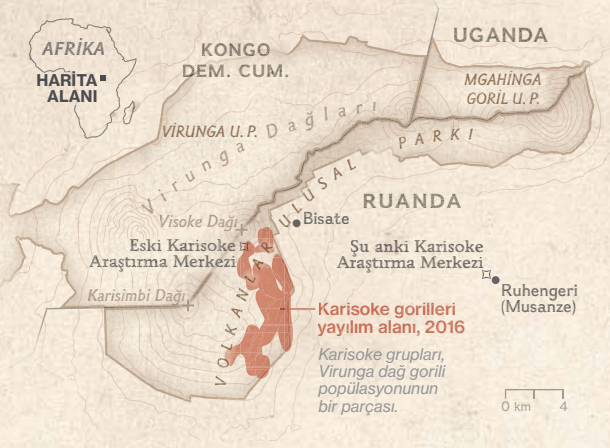 AFRİKA
HARİTA
ALANI
KONGO
DEM. CUM.
UGANDA
MGAHINGA
GORİL U. P.
VİRUNGA U. P.
Virunga Dağları
VOLKANLAR ULUSAL PARKI
RUANDA
Visoke Dağı
Bisate
Eski Karisoke
Araştırma Merkezi
Şu anki Karisoke
Araştırma Merkezi
Karisimbi Dağı
Ruhengeri
(Musanze)
Karisoke gorilleri
yayılım alanı, 2016
Karisoke grupları,
Virunga dağ gorili
popülasyonunun
bir parçası.
0 km 4